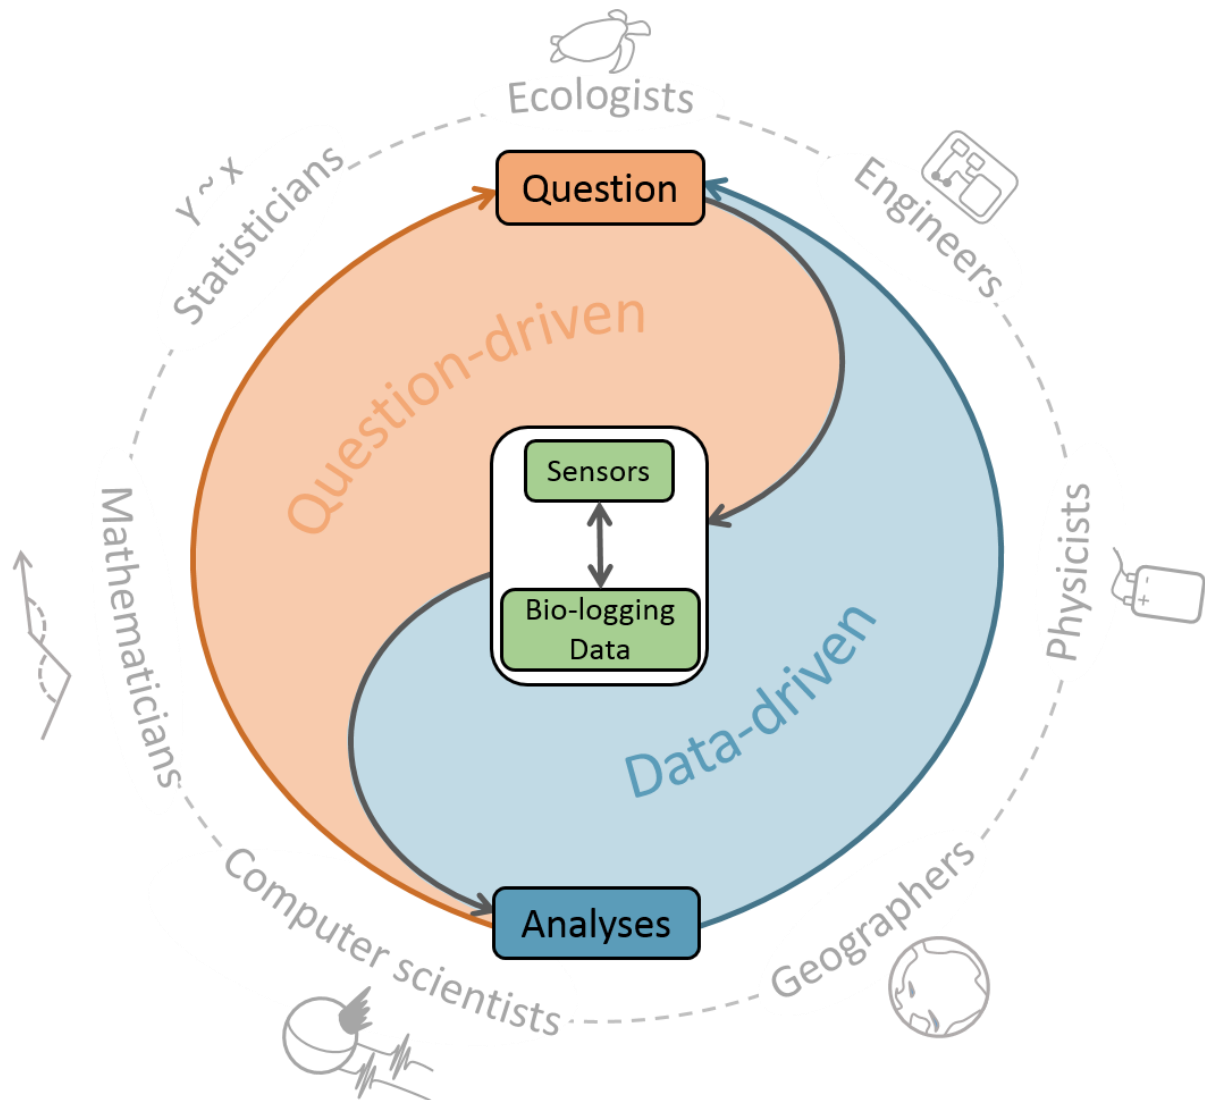 Ecologists
Engineers
Physicists
Geographers
Computer scientists
Mathematicians
Statisticians
Y ~ x
Question
Question-driven
Sensors
Bio-logging
Data
Data-driven
Analyses
-
+